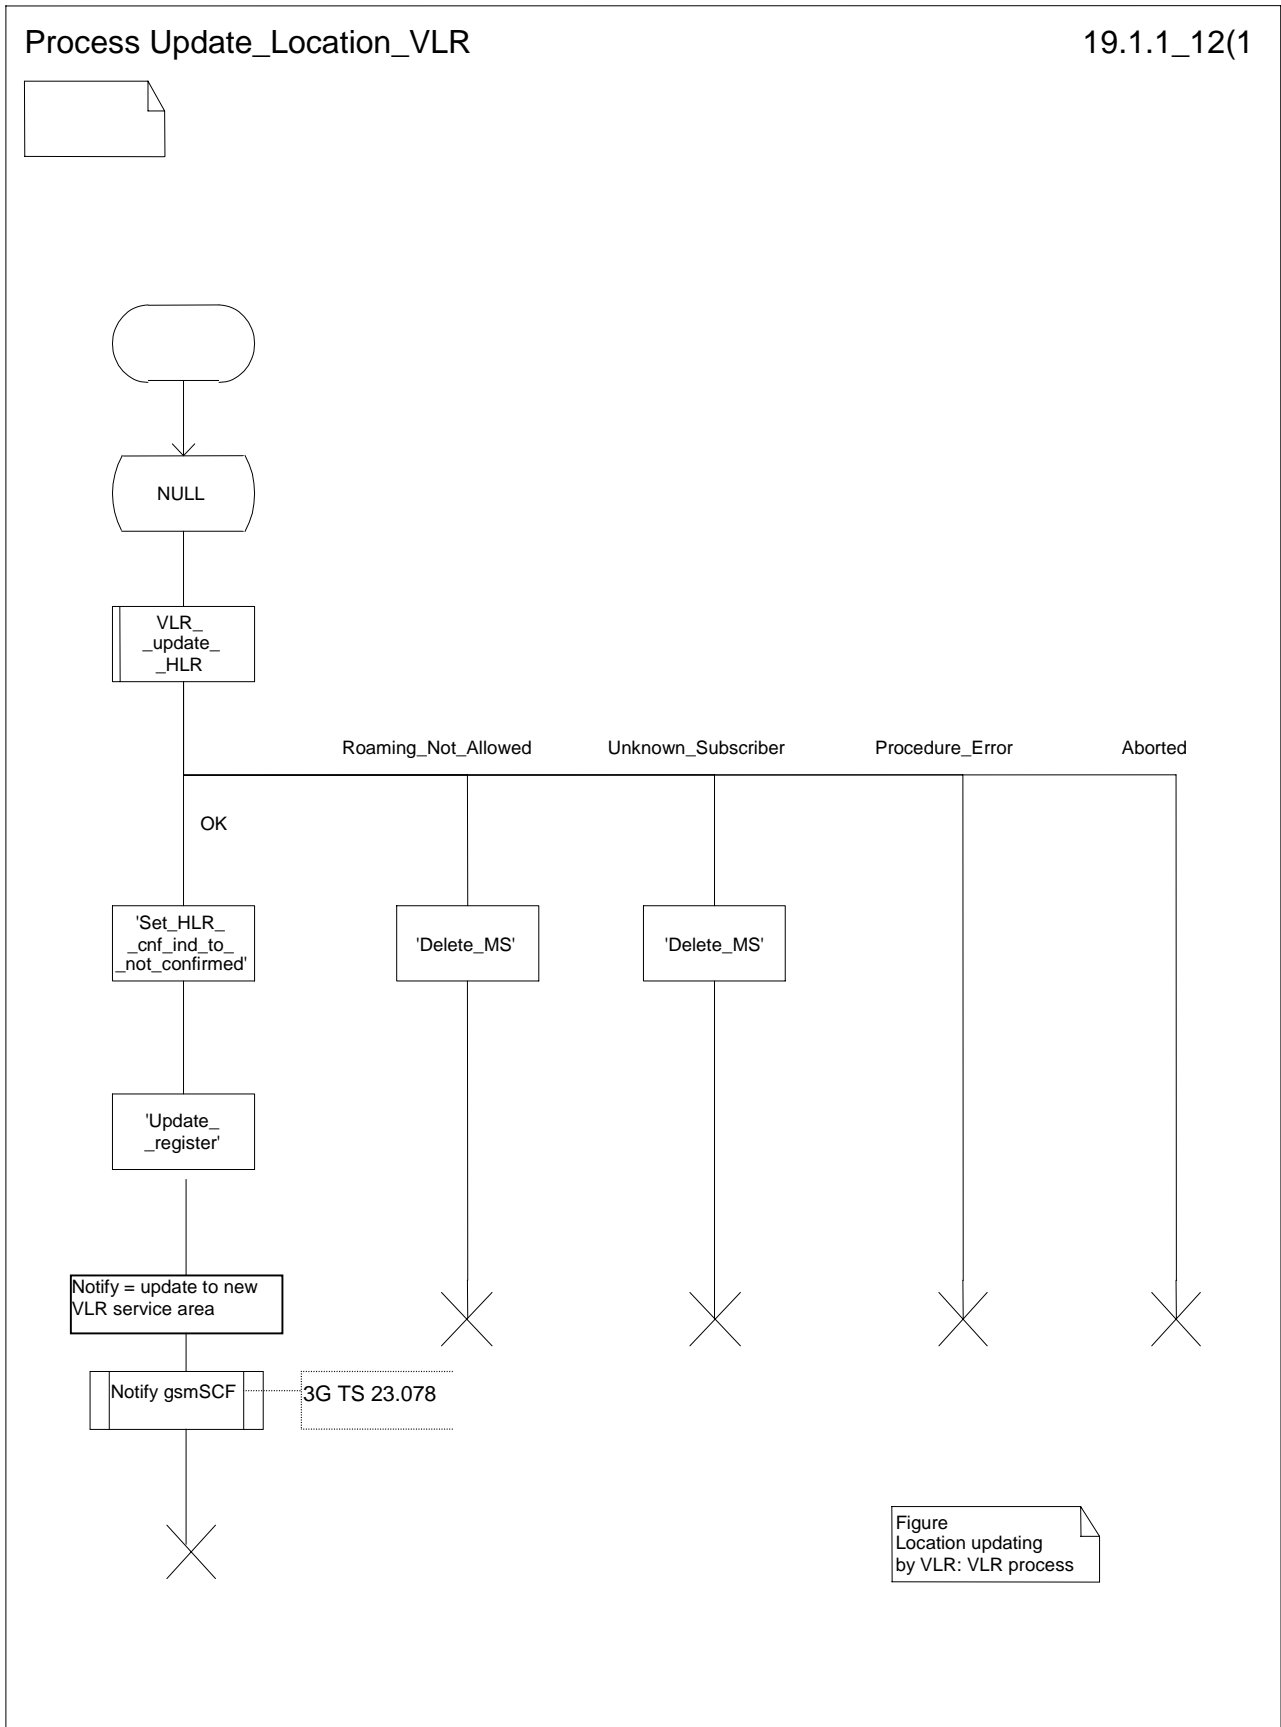 Process Update_Location_VLR
19.1.1_12(1
NULL
VLR_
_update_
_HLR
Roaming_Not_Allowed
Unknown_Subscriber
Procedure_Error
Aborted
OK
'Set_HLR_
_cnf_ind_to_
_not_confirmed'
'Delete_MS'
'Delete_MS'
'Update_
_register'
Notify = update to new
VLR service area
Notify gsmSCF
3G TS 23.078
Figure
Location updating
by VLR: VLR process